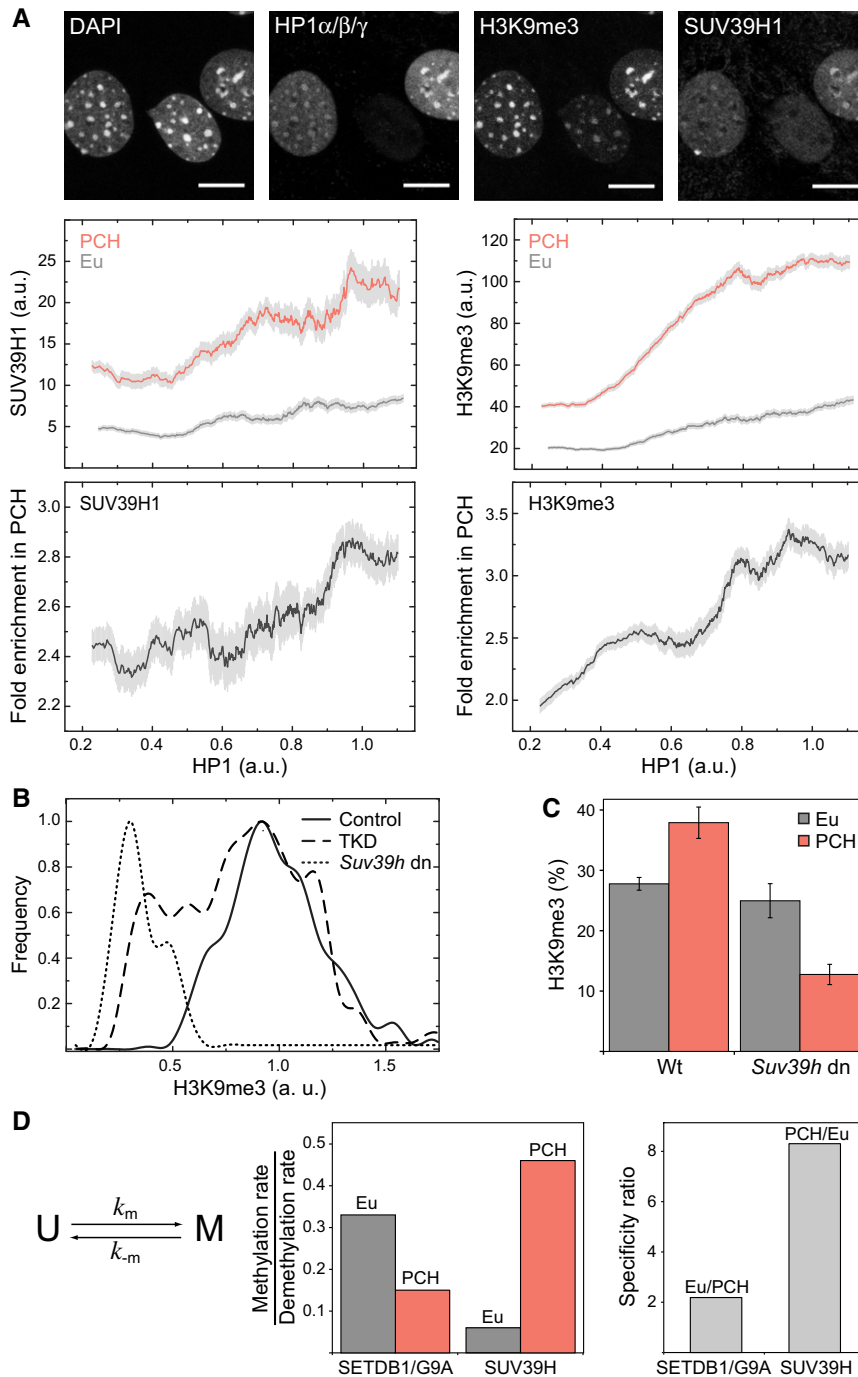 A
DAPI
HP1α/β/γ
H3K9me3
SUV39H1
PCH
Eu
SUV39H1 (a.u.)
25
20
15
10
5
PCH
Eu
H3K9me3 (a.u.)
110
100
80
60
40
20
SUV39H1
Fold enrichment in PCH
3.0
2.8
2.6
2.4
2.2
0.2 0.4 0.6 0.8 1.0
HP1 (a.u.)
H3K9me3
Fold enrichment in PCH
3.5
3.0
2.5
2.0
0.2 0.4 0.6 0.8 1.0
HP1 (a.u.)
B
Control
TKD
Suv39h dn
Frequency
1.0
0.8
0.6
0.4
0.2
0.5 1.0 1.5
H3K9me3 (a. u.)
C
Eu
PCH
H3K9me3 (%)
40
30
20
10
Wt Suv39h dn
D
U
km
k-m
M
Methylation rate
Demethylation rate
0.5
0.4
0.3
0.2
0.1
Eu
PCH
Eu
PCH
SETDB1/G9A SUV39H
Specificity ratio
8
6
4
2
Eu/PCH
PCH/Eu
SETDB1/G9A SUV39H